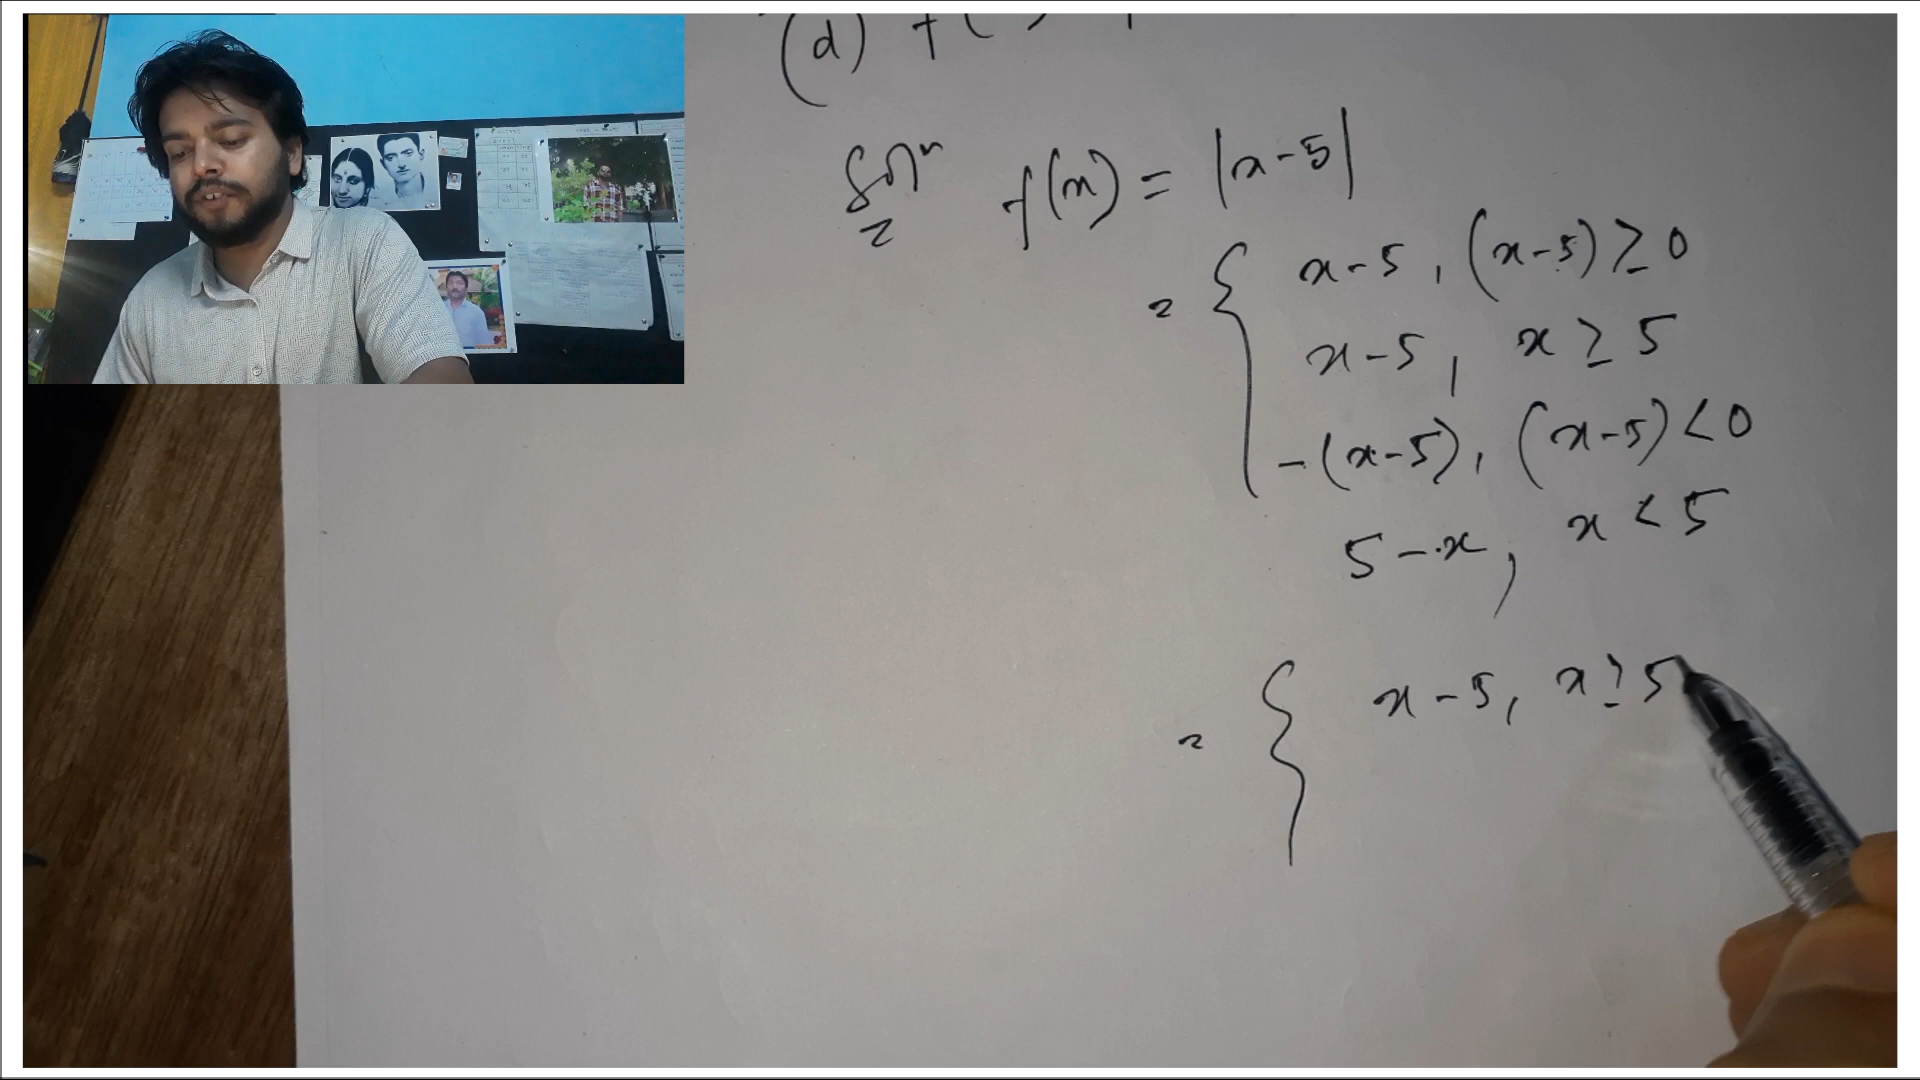 (d) f(
Solⁿ f(x) = |x-5|
= { x-5, (x-5) ≥ 0
x-5, x ≥ 5
-(x-5), (x-5) < 0
5-x, x < 5
= { x-5, x ≥ 5